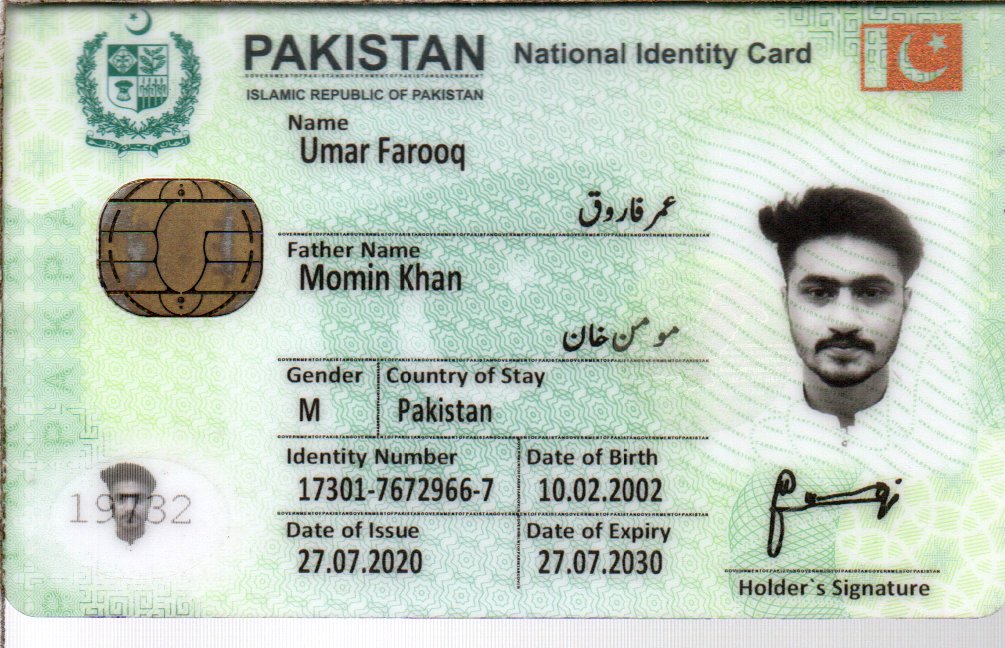 PAKISTAN National Identity Card
ISLAMIC REPUBLIC OF PAKISTAN
Name
Umar Farooq
عمر فاروق
Father Name
Momin Khan
مومن خان
Gender Country of Stay
M Pakistan
Identity Number Date of Birth
17301-7672966-7 10.02.2002
19732
Date of Issue Date of Expiry
27.07.2020 27.07.2030
Holder`s Signature